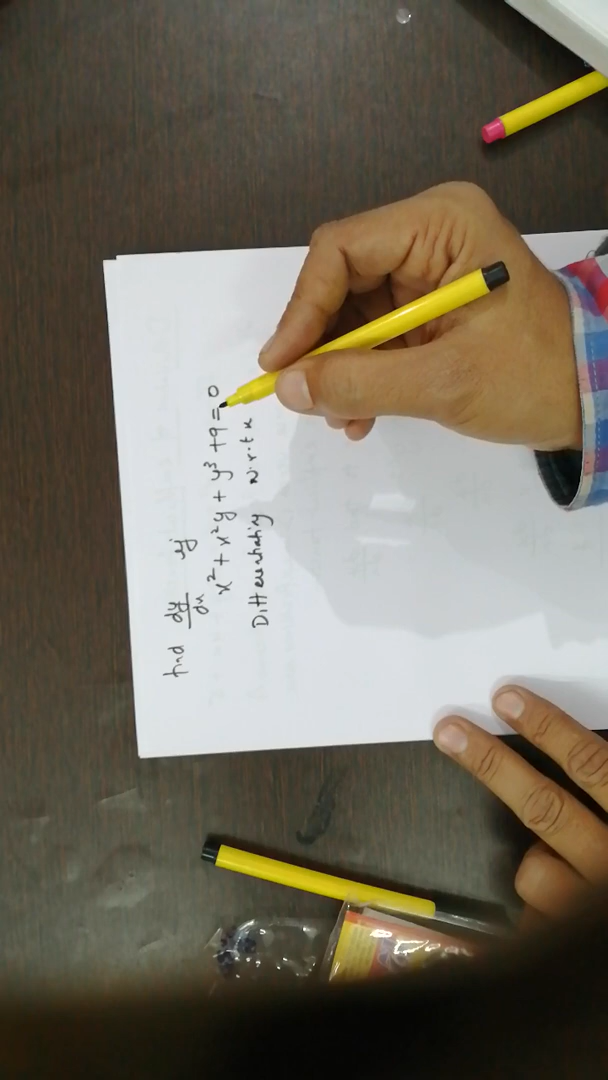 find dy/dx if
x² + x²y + y³ + 9 = 0
Differentiating w.r.t x